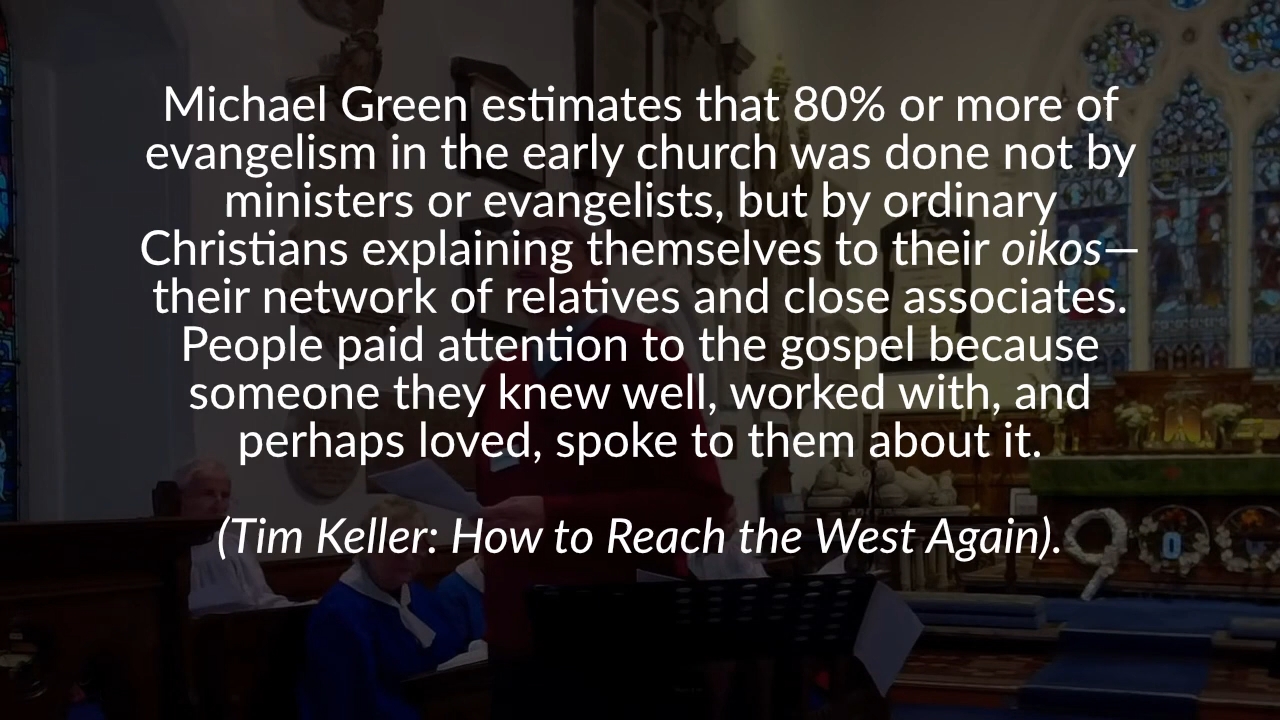 Michael Green estimates that 80% or more of
evangelism in the early church was done not by
ministers or evangelists, but by ordinary
Christians explaining themselves to their oikos—
their network of relatives and close associates.
People paid attention to the gospel because
someone they knew well, worked with, and
perhaps loved, spoke to them about it.
(Tim Keller: How to Reach the West Again).
900